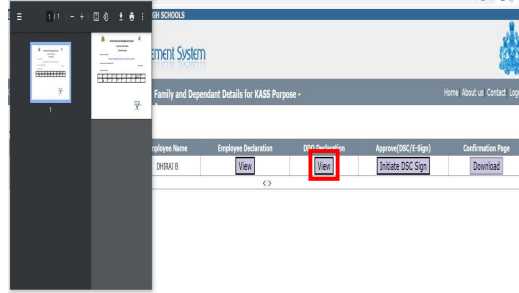 GH SCHOOLS
1 / 1
ement System
Family and Dependant Details for KASS Purpose -
Home About us Contact Log
mployee Name Employee Declaration DDO Declaration Approve(DSC/E-Sign) Confirmation Page
DHIRAJ B View View Initiate DSC Sign Download
< >
1